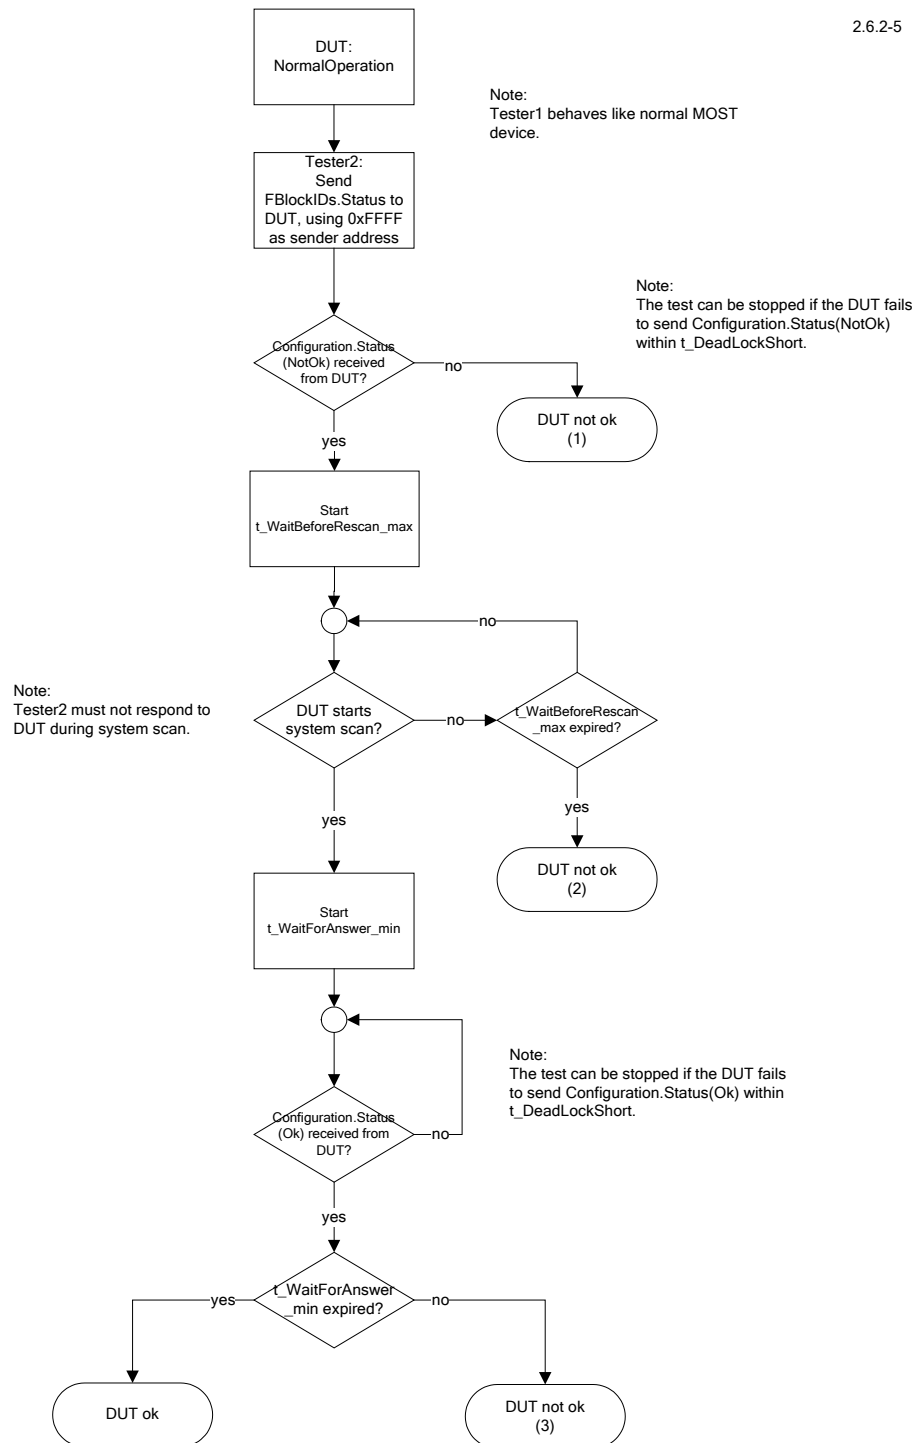 2.6.2-5
DUT:
NormalOperation
Note:
Tester1 behaves like normal MOST
device.
Tester2:
Send
FBlockIDs.Status to
DUT, using 0xFFFF
as sender address
Note:
The test can be stopped if the DUT fails
to send Configuration.Status(NotOk)
within t_DeadLockShort.
Configuration.Status
(NotOk) received
from DUT?
no
DUT not ok
(1)
yes
Start
t_WaitBeforeRescan_max
no
Note:
Tester2 must not respond to
DUT during system scan.
DUT starts
system scan?
no
t_WaitBeforeRescan
_max expired?
yes
yes
DUT not ok
(2)
Start
t_WaitForAnswer_min
Note:
The test can be stopped if the DUT fails
to send Configuration.Status(Ok) within
t_DeadLockShort.
Configuration.Status
(Ok) received from
DUT?
no
yes
t_WaitForAnswer
_min expired?
yes
no
DUT ok
DUT not ok
(3)